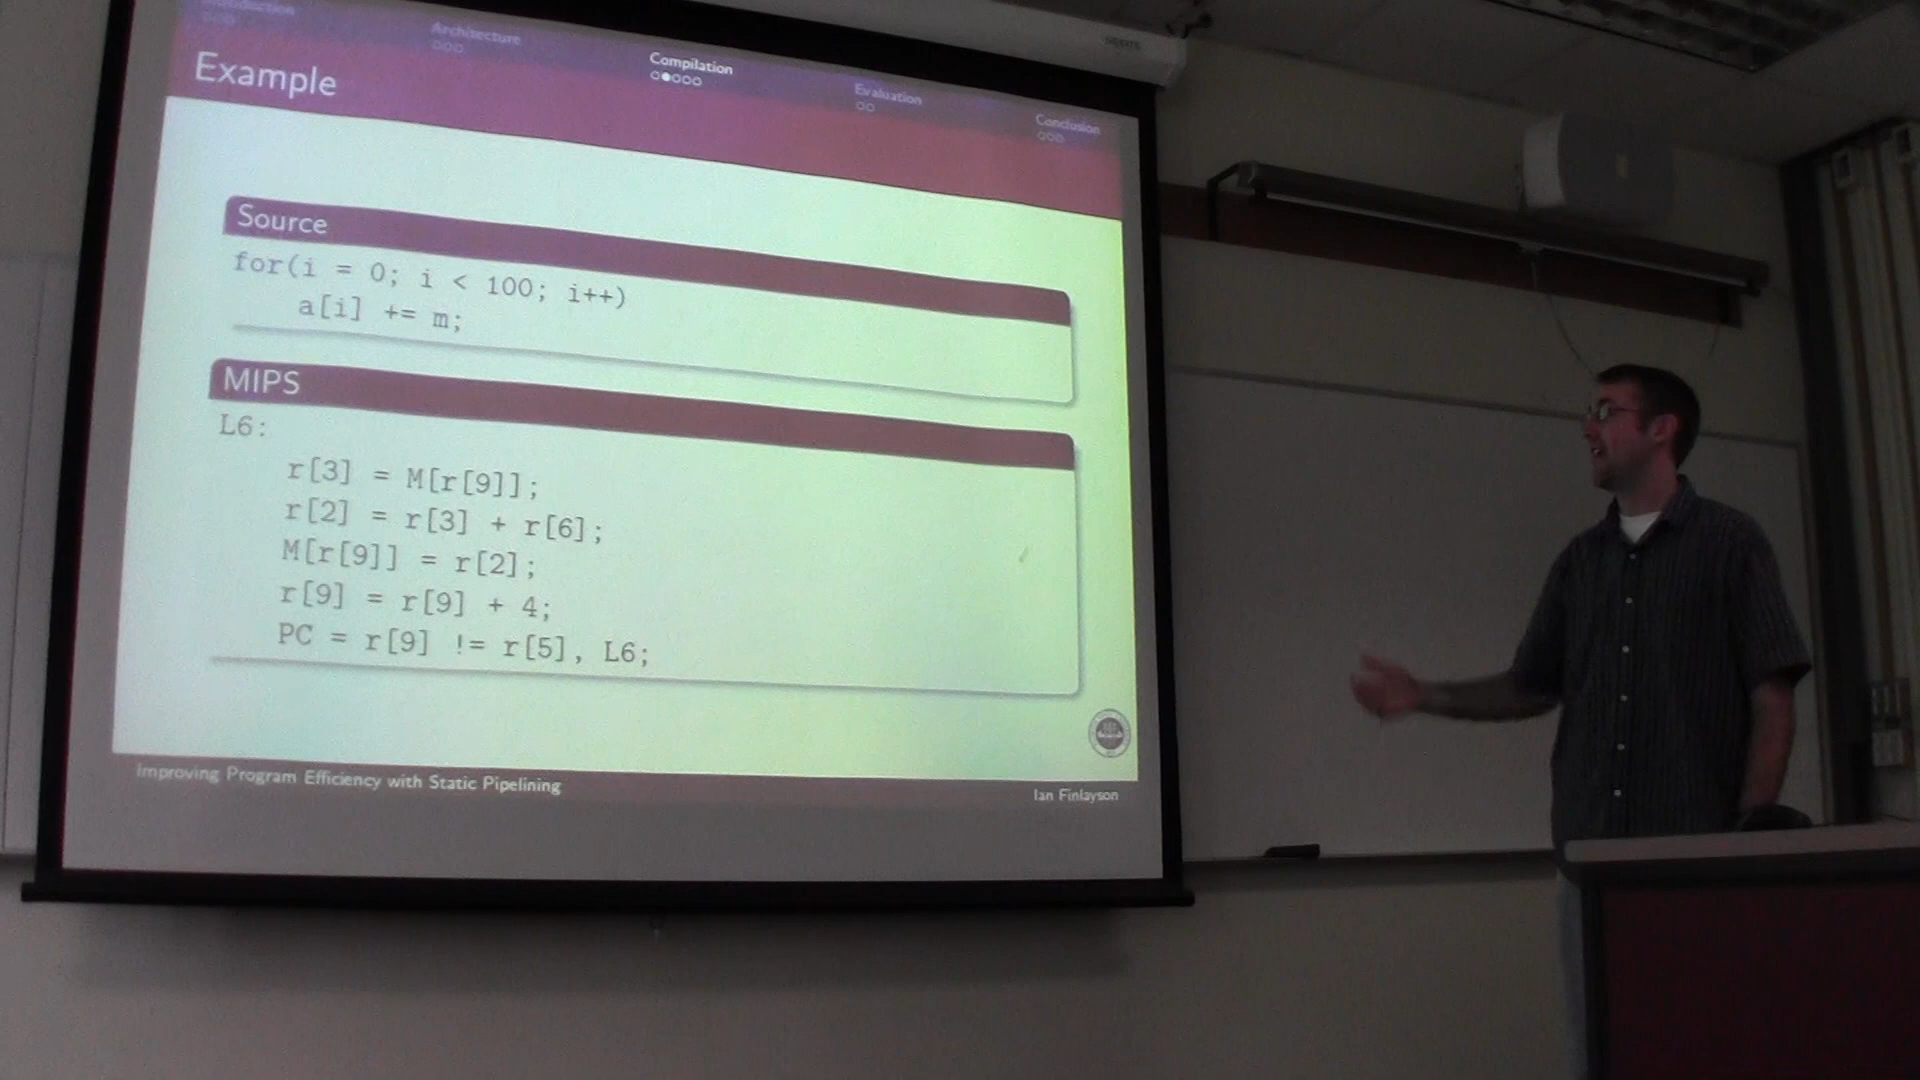 Introduction
Architecture
Compilation
Evaluation
Conclusion
Example
Source
for(i = 0; i < 100; i++)
a[i] += m;
MIPS
L6:
r[3] = M[r[9]];
r[2] = r[3] + r[6];
M[r[9]] = r[2];
r[9] = r[9] + 4;
PC = r[9] != r[5], L6;
Improving Program Efficiency with Static Pipelining
Ian Finlayson